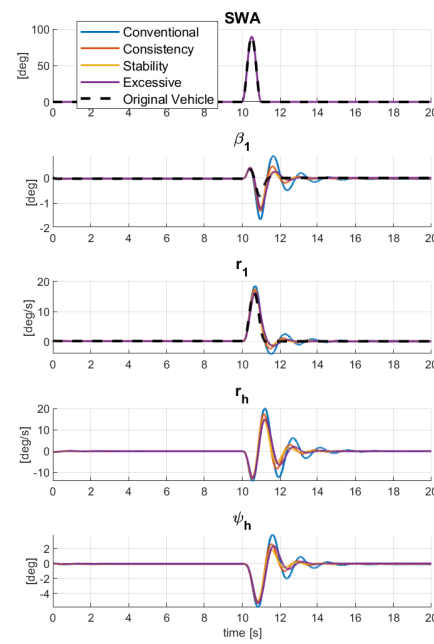 SWA
100
50
0
[deg]
Conventional
Consistency
Stability
Excessive
Original Vehicle
0 2 4 6 8 10 12 14 16 18 20
β1
0
-1
-2
[deg]
0 2 4 6 8 10 12 14 16 18 20
r1
20
10
0
[deg/s]
0 2 4 6 8 10 12 14 16 18 20
rh
20
10
0
-10
[deg/s]
0 2 4 6 8 10 12 14 16 18 20
ψh
2
0
-2
-4
[deg]
0 2 4 6 8 10 12 14 16 18 20
time [s]